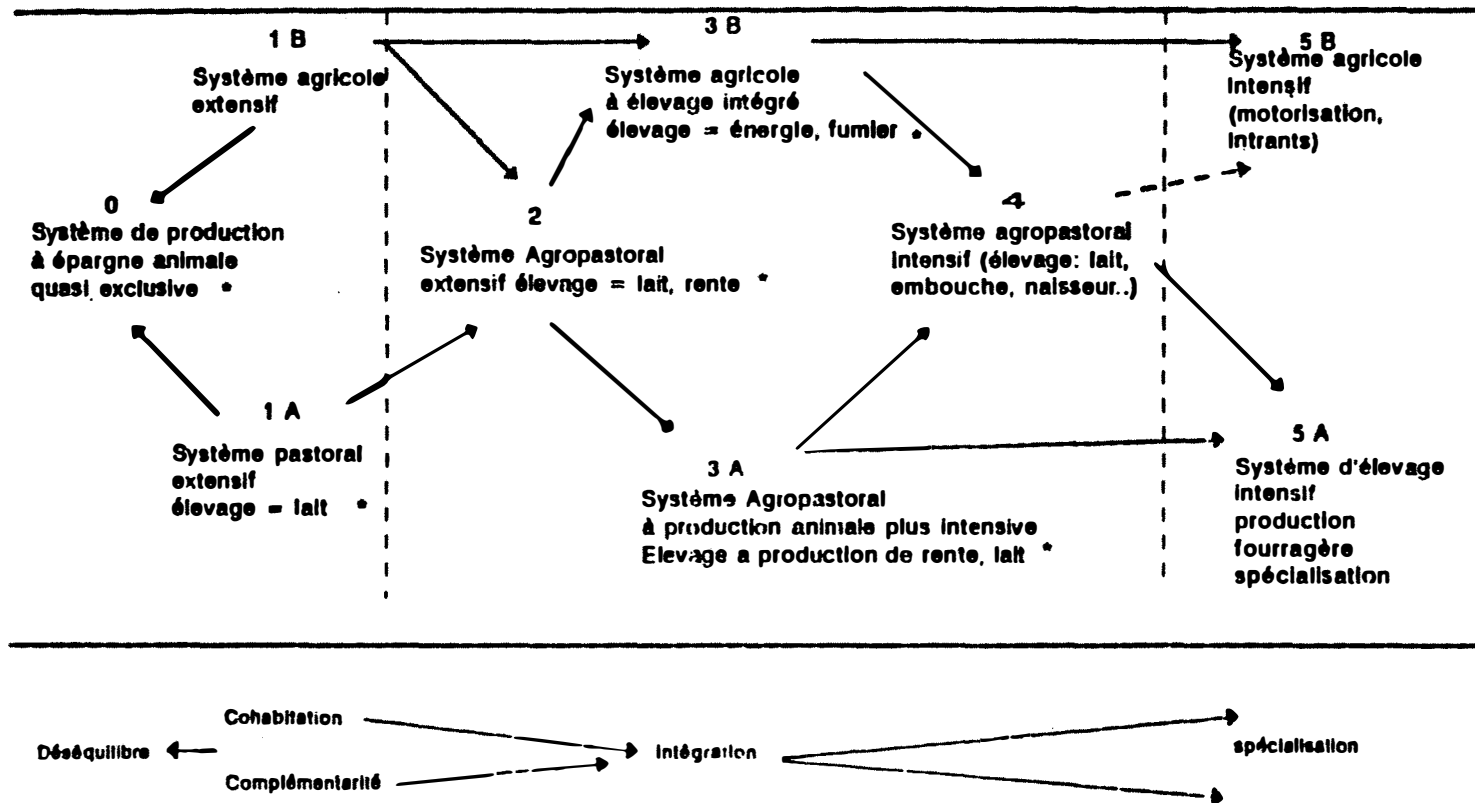 1 B
Système agricole
extensif
3 B
Système agricole
à élevage intégré
élevage = énergie, fumier *
5 B
Système agricole
intensif
(motorisation,
intrants)
0
Système de production
à épargne animale
quasi exclusive *
2
Système Agropastoral
extensif élevage = lait, rente *
4
Système agropastoral
intensif (élevage: lait,
embouche, naisseur..)
1 A
Système pastoral
extensif
élevage = lait *
3 A
Système Agropastoral
à production animale plus intensive
Elevage a production de rente, lait *
5 A
Système d'élevage
intensif
production
fourragère
spécialisation
Cohabitation
Déséquilibre
Intégration
spécialisation
Complémentarité